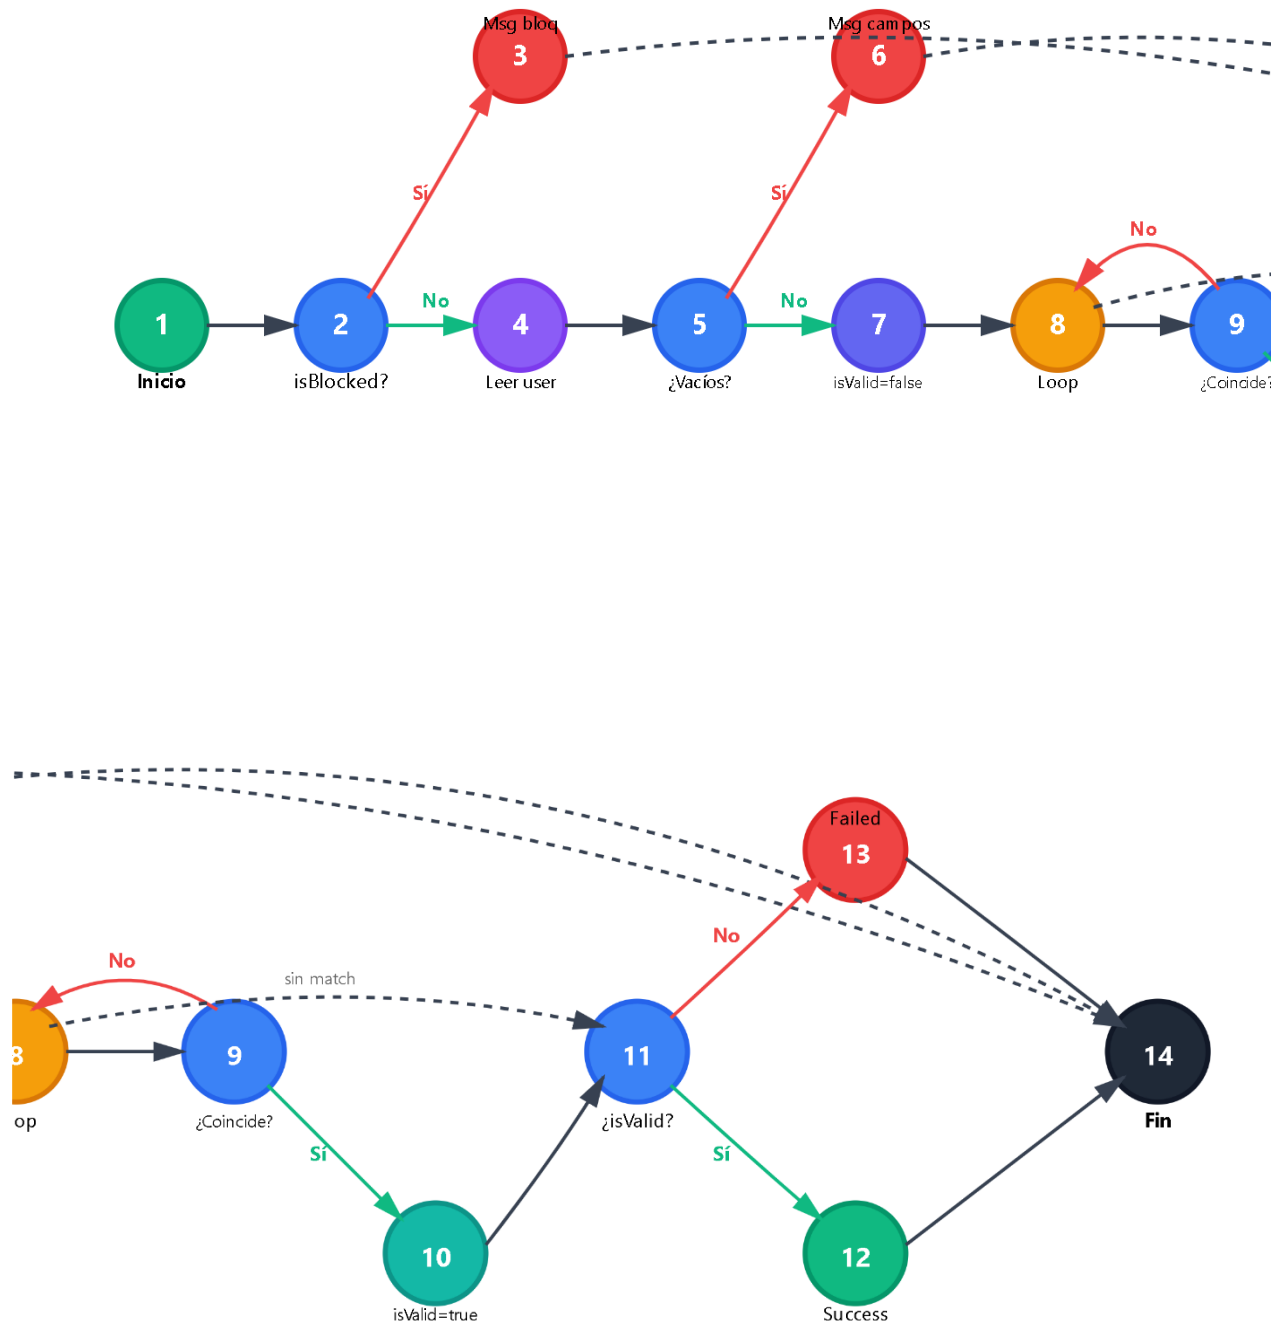 Msg bloq
3
Msg campos
6
Sí
Sí
No
No
No
1
2
4
5
7
8
9
Inicio
isBlocked?
Leer user
¿Vacíos?
isValid=false
Loop
¿Coincide?
Failed
13
No
No
sin match
8
9
11
14
op
¿Coincide?
¿isValid?
Fin
Sí
Sí
10
12
isValid=true
Success